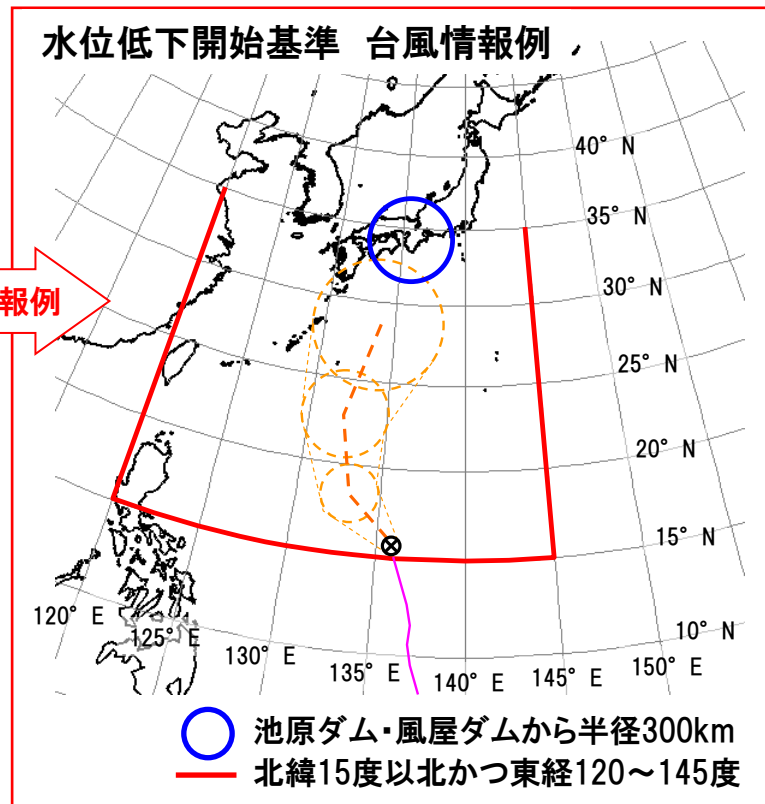 水位低下開始基準 台風情報例
報例
40° N
35° N
30° N
25° N
20° N
15° N
10° N
120° E
125° E
130° E
135° E
140° E
145° E
150° E
池原ダム・風屋ダムから半径300km
北緯15度以北かつ東経120～145度